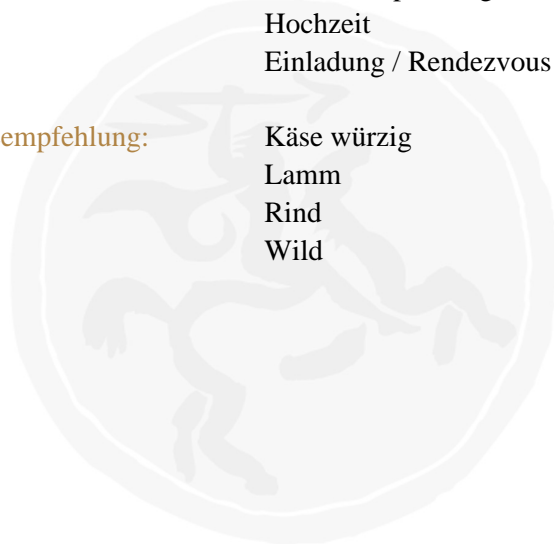 Hochzeit
Einladung / Rendezvous
empfehlung: Käse würzig
Lamm
Rind
Wild